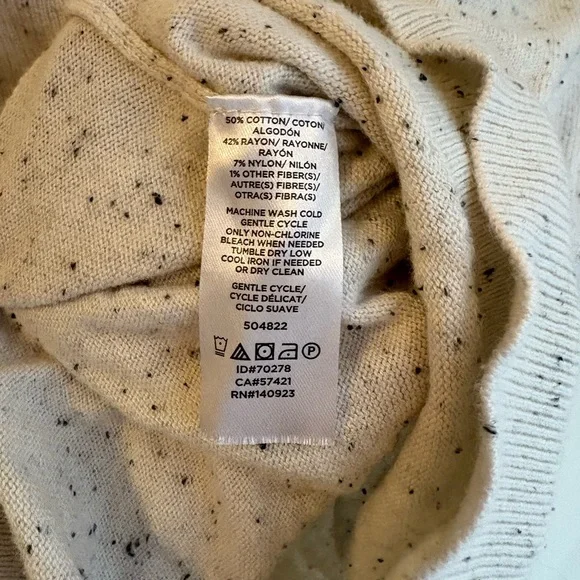 50% COTTON/ COTON/
ALGODÓN
42% RAYON/ RAYONNE/
RAYÓN
7% NYLON/ NILÓN
1% OTHER FIBER(S)/
AUTRE(S) FIBRE(S)/
OTRA(S) FIBRA(S)
MACHINE WASH COLD
GENTLE CYCLE
ONLY NON-CHLORINE
BLEACH WHEN NEEDED
TUMBLE DRY LOW
COOL IRON IF NEEDED
OR DRY CLEAN
GENTLE CYCLE/
CYCLE DÉLICAT/
CICLO SUAVE
504822
P
ID#70278
CA#57421
RN#140923